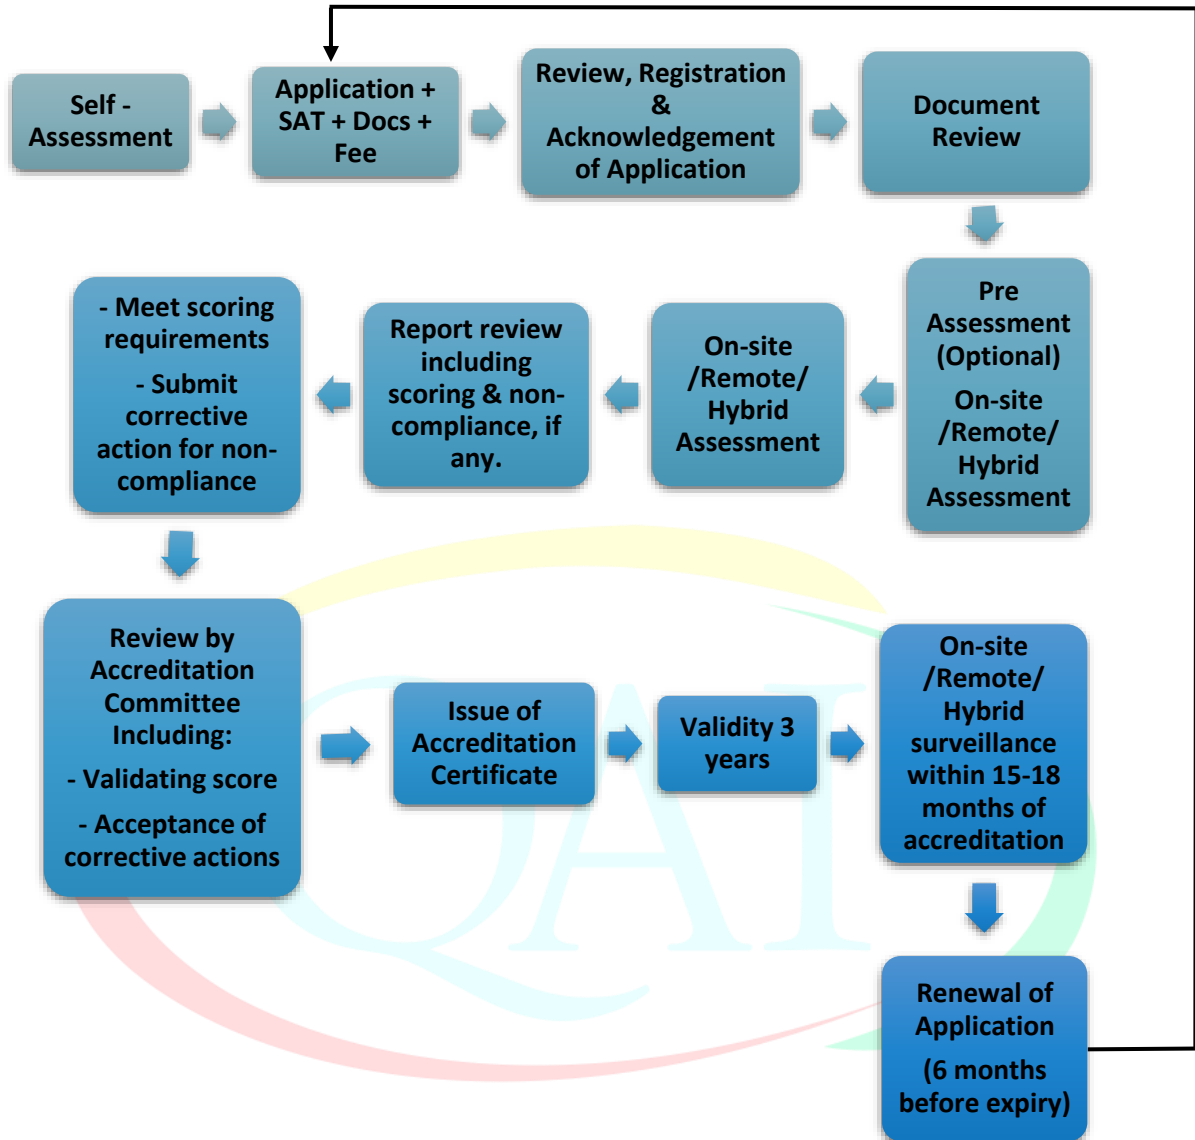 Self -
Assessment
Application +
SAT + Docs +
Fee
Review, Registration
&
Acknowledgement
of Application
Document
Review
Pre
Assessment
(Optional)
On-site
/Remote/
Hybrid
Assessment
On-site
/Remote/
Hybrid
Assessment
Report review
including
scoring & non-
compliance, if
any.
- Meet scoring
requirements
- Submit
corrective
action for non-
compliance
Review by
Accreditation
Committee
Including:
- Validating score
- Acceptance of
corrective actions
Issue of
Accreditation
Certificate
Validity 3
years
On-site
/Remote/
Hybrid
surveillance
within 15-18
months of
accreditation
Renewal of
Application
(6 months
before expiry)
QAI